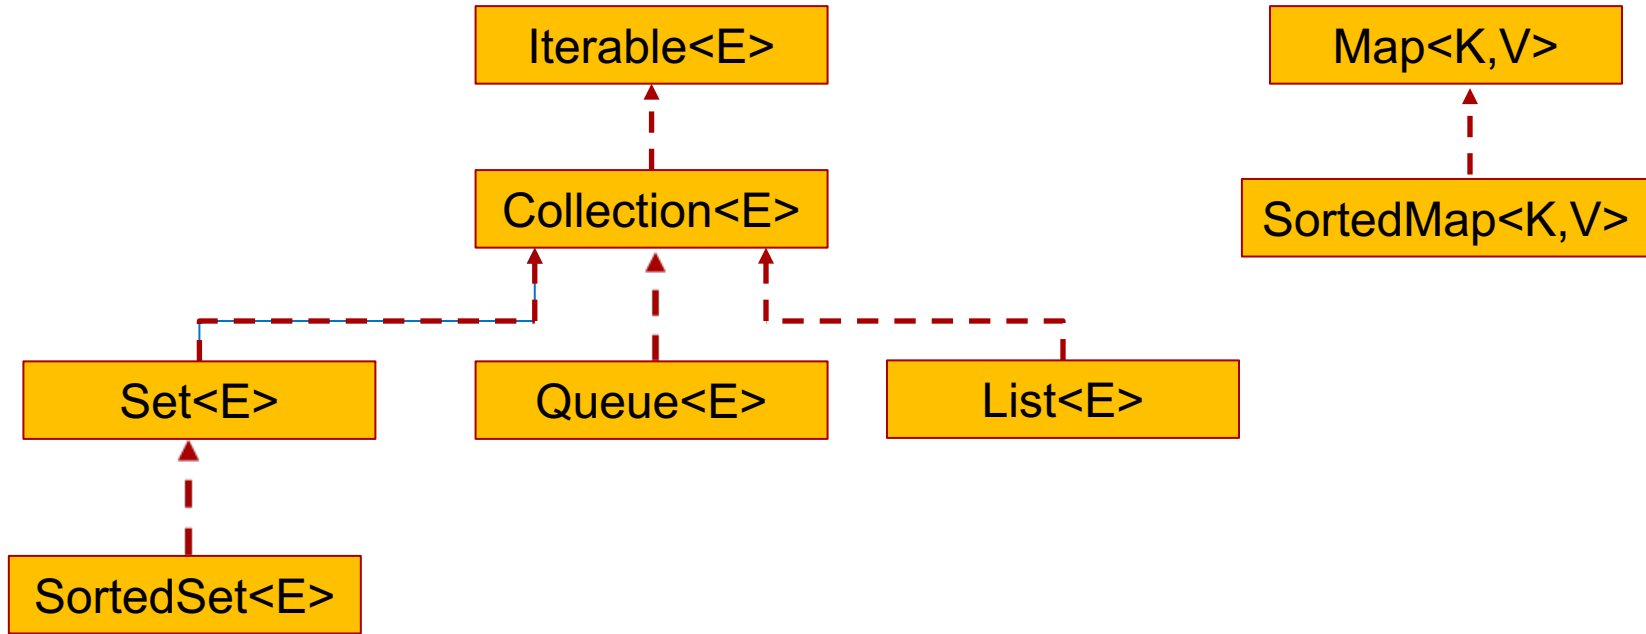 Iterable<E>
Map<K,V>
Collection<E>
SortedMap<K,V>
Set<E>
Queue<E>
List<E>
SortedSet<E>